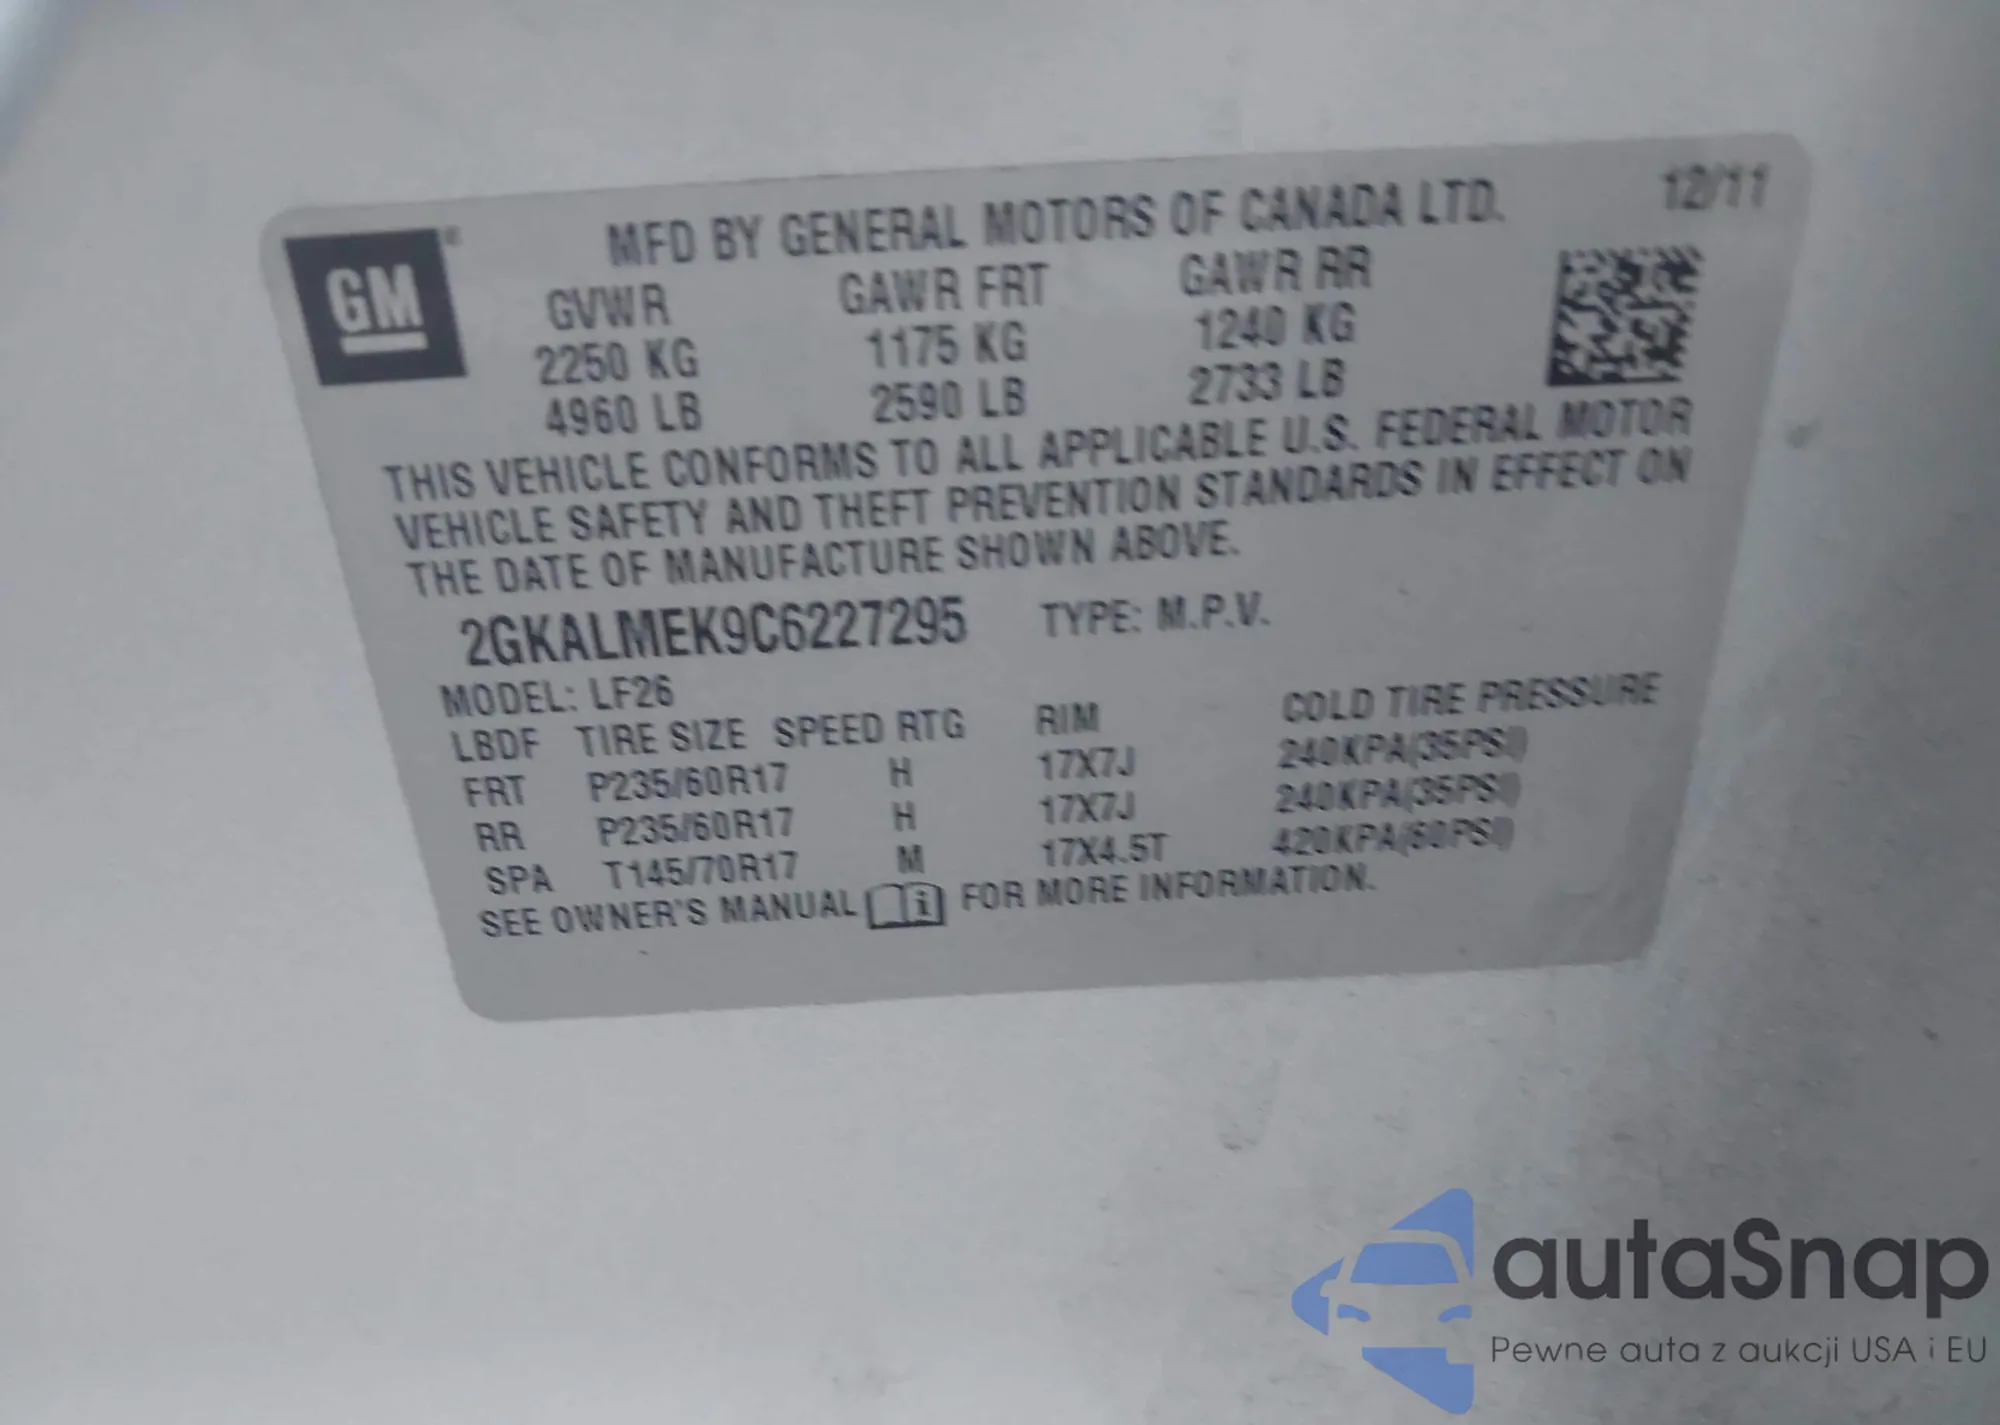 MFD BY GENERAL MOTORS OF CANADA LTD. 12/11
GM
GVWR GAWR FRT GAWR RR
2250 KG 1175 KG 1240 KG
4960 LB 2590 LB 2733 LB
THIS VEHICLE CONFORMS TO ALL APPLICABLE U.S. FEDERAL MOTOR
VEHICLE SAFETY AND THEFT PREVENTION STANDARDS IN EFFECT ON
THE DATE OF MANUFACTURE SHOWN ABOVE.
2GKALMEK9C6227295 TYPE: M.P.V.
MODEL: LF26
LBDF TIRE SIZE SPEED RTG RIM COLD TIRE PRESSURE
FRT P235/60R17 H 17X7J 240KPA(35PSI)
RR P235/60R17 H 17X7J 240KPA(35PSI)
SPA T145/70R17 M 17X4.5T 420KPA(60PSI)
SEE OWNER'S MANUAL i FOR MORE INFORMATION.
autaSnap
Pewne auta z aukcji USA i EU